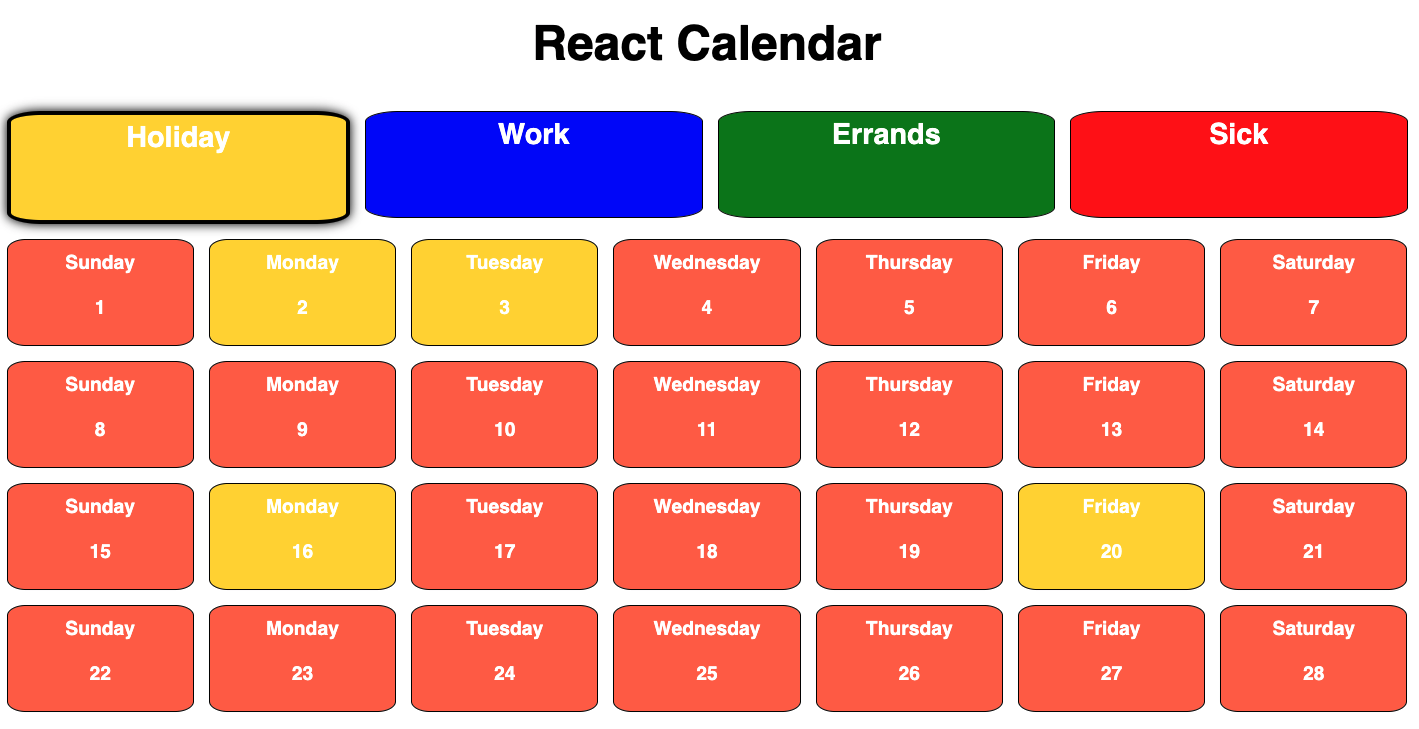 React Calendar
Holiday Work Errands Sick
Sunday Monday Tuesday Wednesday Thursday Friday Saturday
1 2 3 4 5 6 7
Sunday Monday Tuesday Wednesday Thursday Friday Saturday
8 9 10 11 12 13 14
Sunday Monday Tuesday Wednesday Thursday Friday Saturday
15 16 17 18 19 20 21
Sunday Monday Tuesday Wednesday Thursday Friday Saturday
22 23 24 25 26 27 28